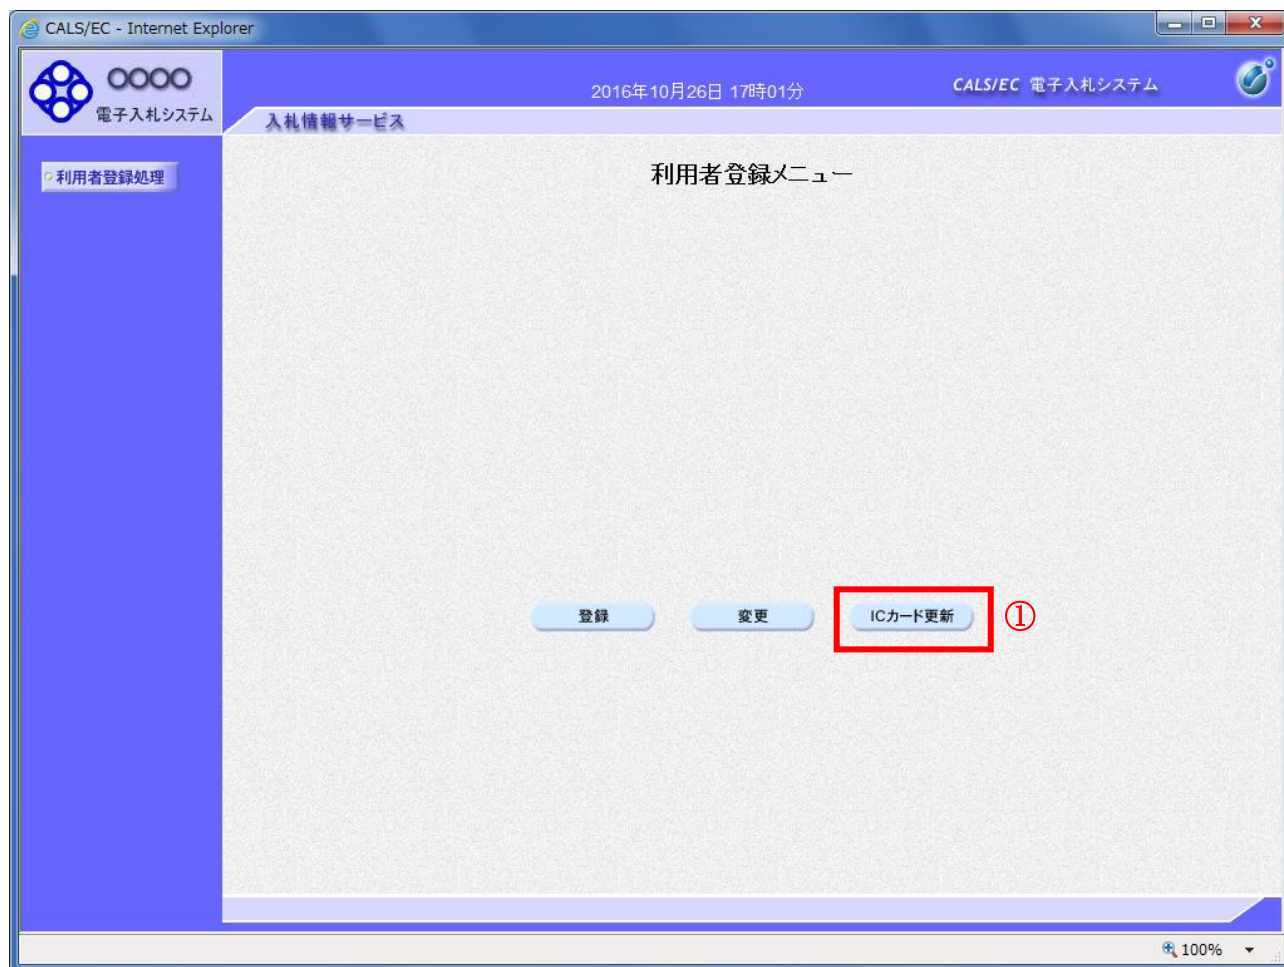 CALS/EC - Internet Explorer
○○○○
電子入札システム
2016年10月26日 17時01分
CALS/EC 電子入札システム
入札情報サービス
利用者登録処理
利用者登録メニュー
登録
変更
ICカード更新
①
100%